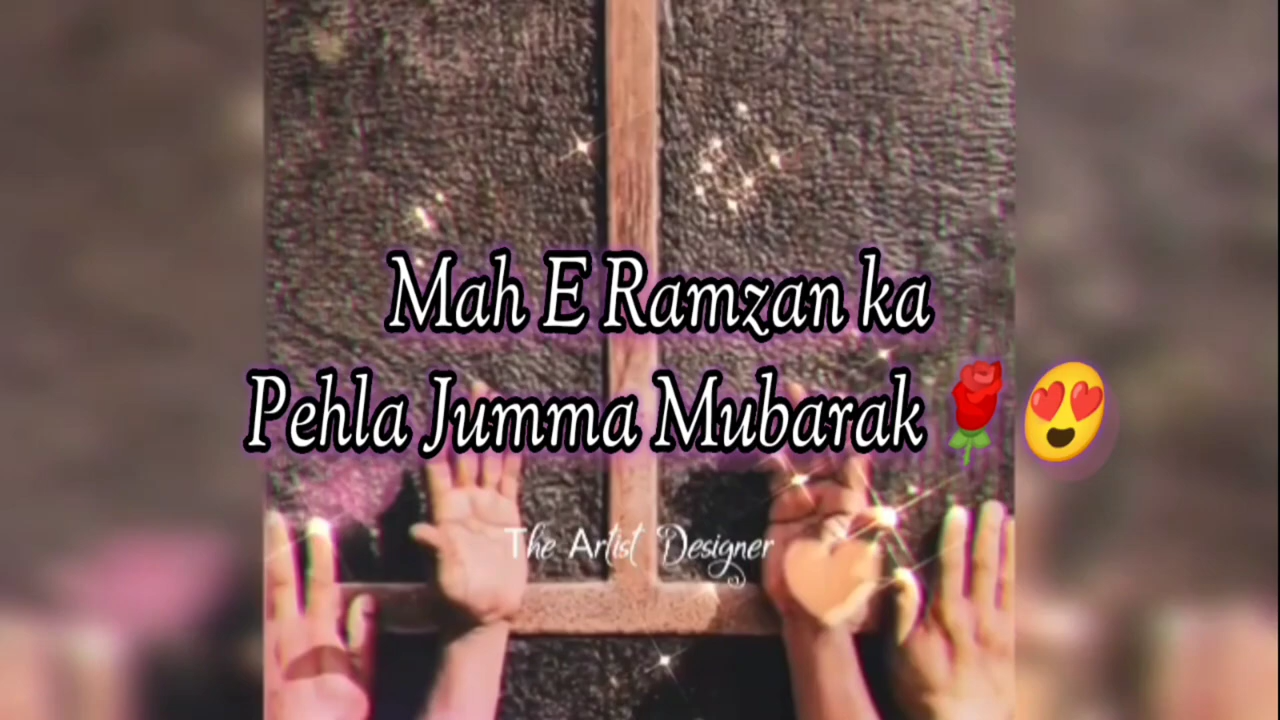 Mah E Ramzan ka
Pehla Jumma Mubarak🌹😍
The Artist Designer